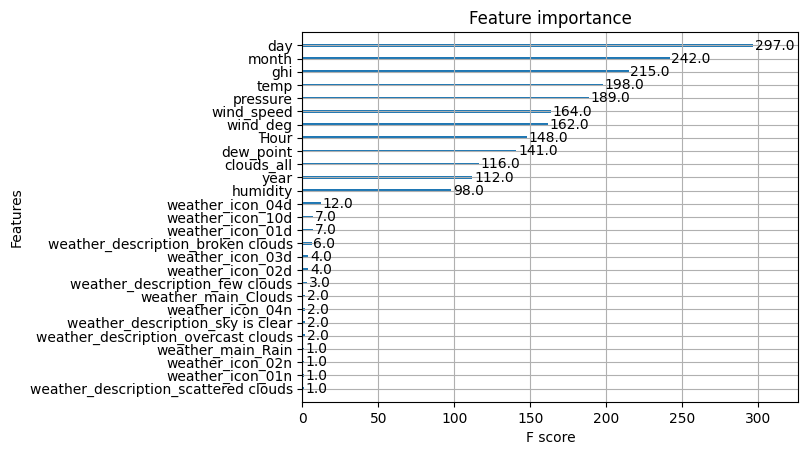 Feature importance
day 297.0
month 242.0
ghi 215.0
temp 198.0
pressure 189.0
wind_speed 164.0
wind_deg 162.0
Hour 148.0
dew_point 141.0
clouds_all 116.0
year 112.0
humidity 98.0
weather_icon_04d 12.0
weather_icon_10d 7.0
weather_icon_01d 7.0
weather_description_broken clouds 6.0
weather_icon_03d 4.0
weather_icon_02d 4.0
weather_description_few clouds 3.0
weather_main_Clouds 2.0
weather_icon_04n 2.0
weather_description_sky is clear 2.0
weather_description_overcast clouds 2.0
weather_main_Rain 1.0
weather_icon_02n 1.0
weather_icon_01n 1.0
weather_description_scattered clouds 1.0
Features
0 50 100 150 200 250 300
F score